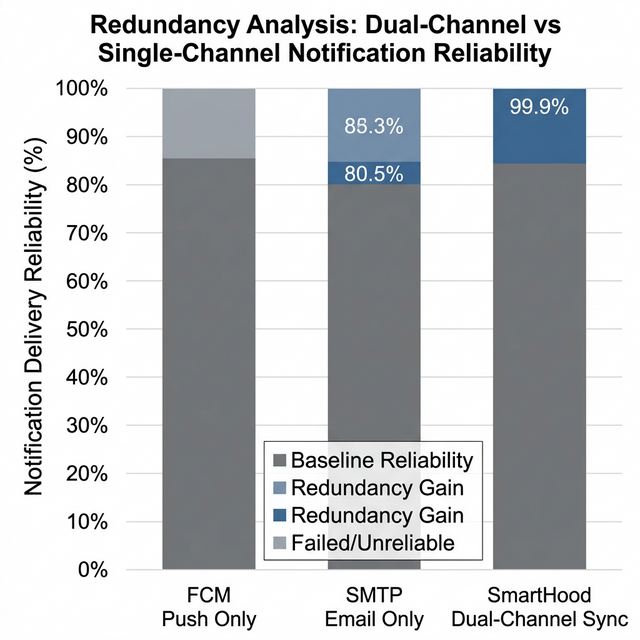 Redundancy Analysis: Dual-Channel vs
Single-Channel Notification Reliability
Notification Delivery Reliability (%)
100%
90%
80%
70%
60%
50%
40%
30%
20%
10%
0%
88.3%
80.5%
99.9%
Baseline Reliability
Redundancy Gain
Redundancy Gain
Failed/Unreliable
FCM
Push Only
SMTP
Email Only
SmartHood
Dual-Channel Sync